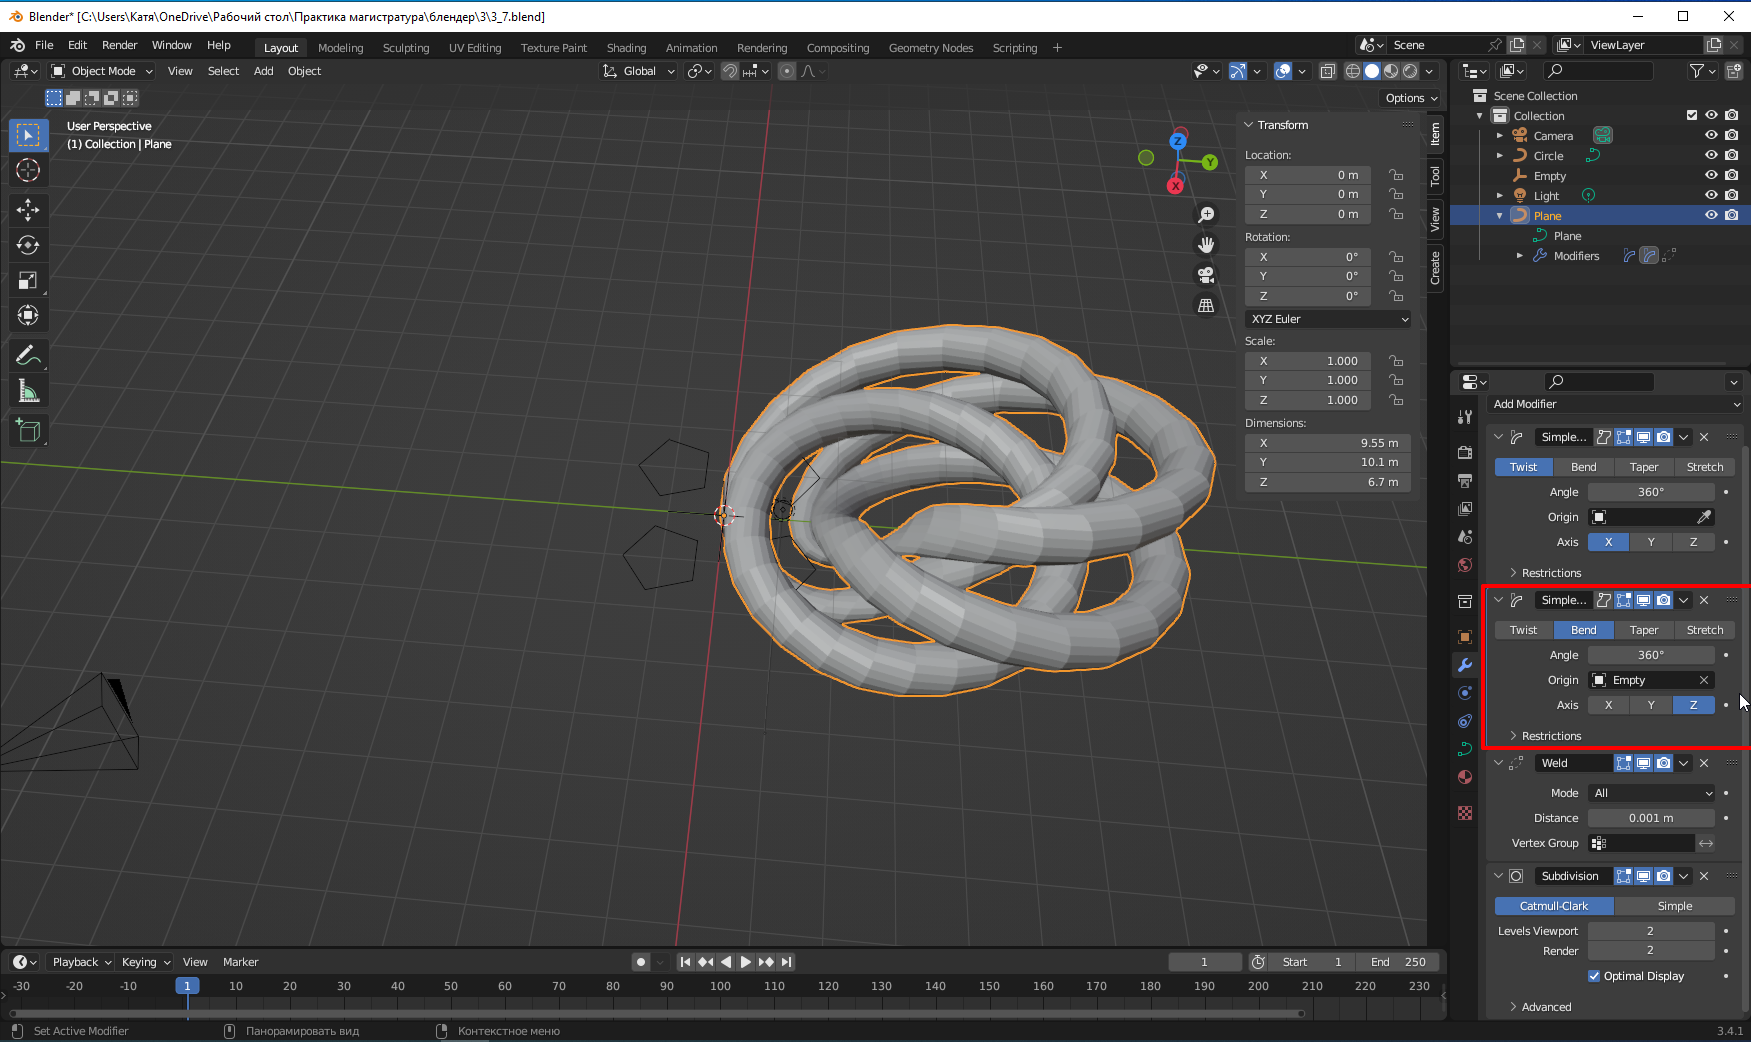 Blender* [C:\Users\Катя\OneDrive\Рабочий стол\Практика магистратура\блендер\3\3_7.blend]
File Edit Render Window Help Layout Modeling Sculpting UV Editing Texture Paint Shading Animation Rendering Compositing Geometry Nodes Scripting + Scene ViewLayer
Object Mode View Select Add Object Global
Options
User Perspective
(1) Collection | Plane
Z
Y
X
Transform
Location:
X 0 m
Y 0 m
Z 0 m
Rotation:
X 0°
Y 0°
Z 0°
XYZ Euler
Scale:
X 1.000
Y 1.000
Z 1.000
Dimensions:
X 9.55 m
Y 10.1 m
Z 6.7 m
Item
Tool
View
Create
Scene Collection
Collection
Camera
Circle
Empty
Light
Plane
Plane
Modifiers
Add Modifier
Simple...
Twist Bend Taper Stretch
Angle 360°
Origin
Axis X Y Z
Restrictions
Simple...
Twist Bend Taper Stretch
Angle 360°
Origin Empty
Axis X Y Z
Restrictions
Weld
Mode All
Distance 0.001 m
Vertex Group
Subdivision
Catmull-Clark Simple
Levels Viewport 2
Render 2
Optimal Display
Advanced
Playback Keying View Marker 1 Start 1 End 250
-30 -20 -10 1 10 20 30 40 50 60 70 80 90 100 110 120 130 140 150 160 170 180 190 200 210 220 230
Set Active Modifier Панорамировать вид Контекстное меню 3.4.1